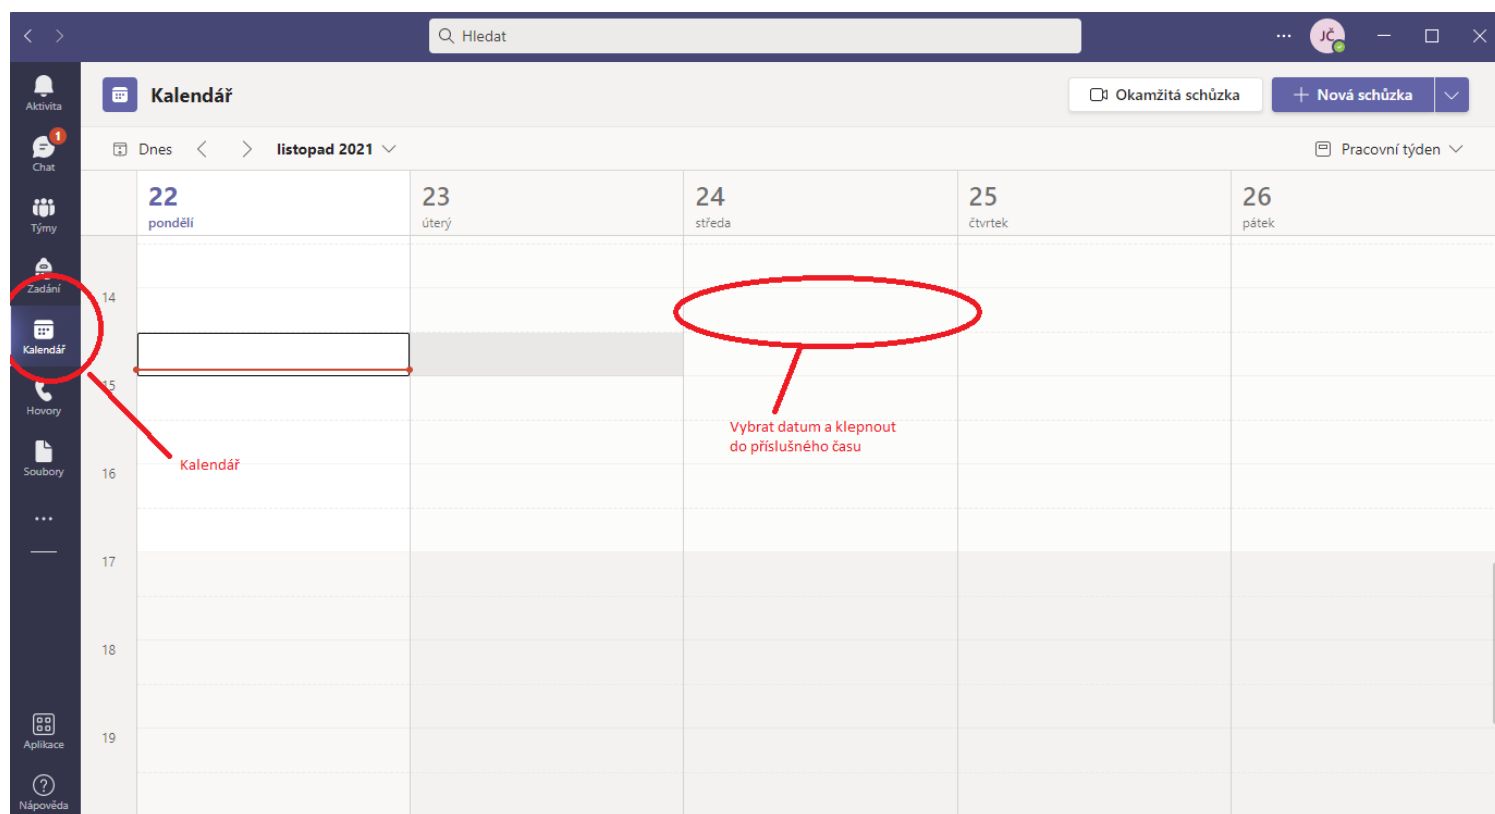 Hledat
JČ
Aktivita
Kalendář
Okamžitá schůzka
Nová schůzka
1
Chat
Dnes
listopad 2021
Pracovní týden
22
23
24
25
26
pondělí
úterý
středa
čtvrtek
pátek
Týmy
Zadání
14
Kalendář
15
Hovory
Vybrat datum a klepnout
do příslušného času
Kalendář
Soubory
16
17
18
19
Aplikace
Nápověda